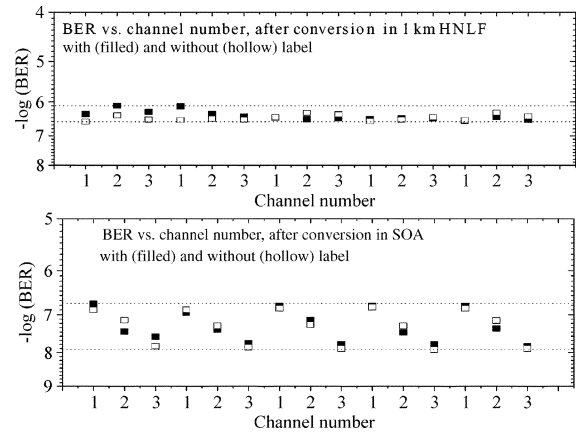 4
BER vs. channel number, after conversion in 1 km HNLF
with (filled) and without (hollow) label
5
6
7
8
-log (BER)
1 2 3 1 2 3 1 2 3 1 2 3 1 2 3
Channel number
5
BER vs. channel number, after conversion in SOA
with (filled) and without (hollow) label
6
7
8
9
-log (BER)
1 2 3 1 2 3 1 2 3 1 2 3 1 2 3
Channel number